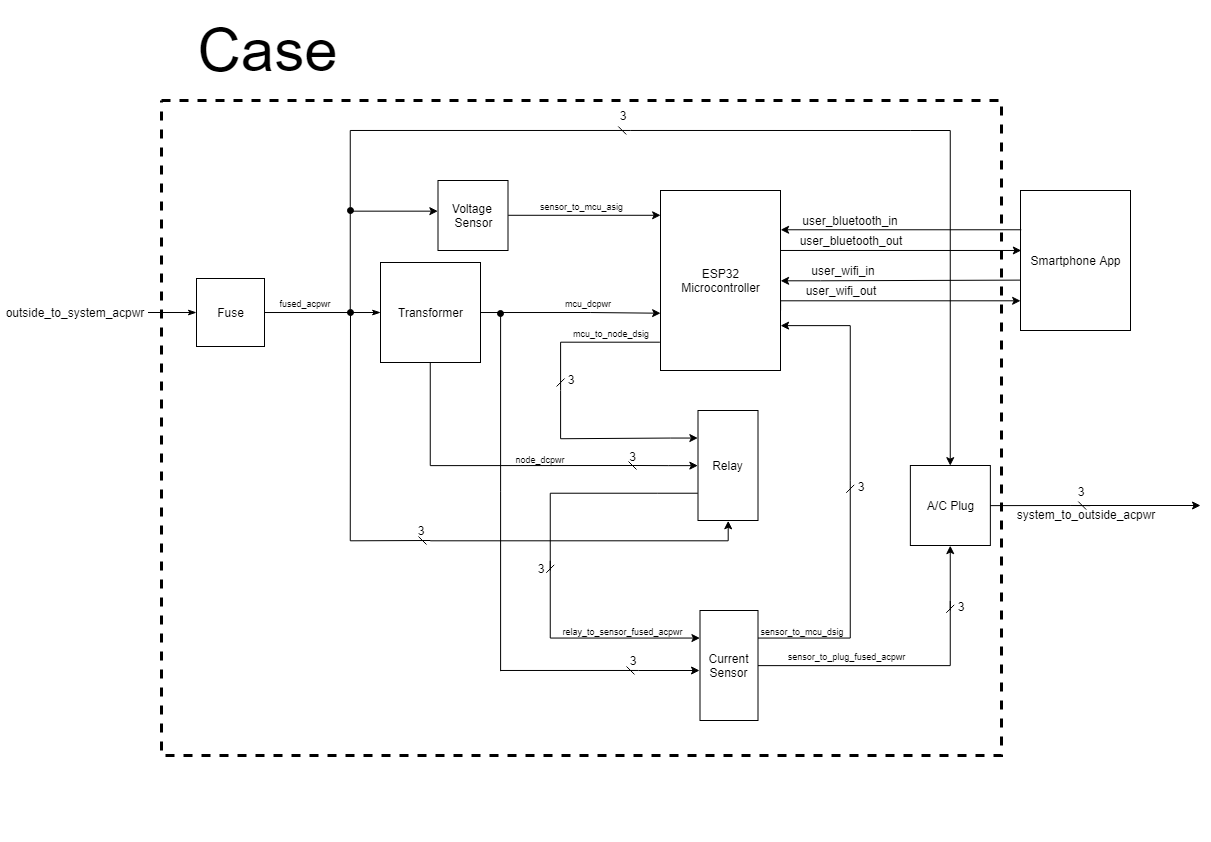 Case
3
Voltage
Sensor
sensor_to_mcu_asig
user_bluetooth_in
user_bluetooth_out
user_wifi_in
user_wifi_out
ESP32
Microcontroller
Smartphone App
outside_to_system_acpwr
Fuse
fused_acpwr
Transformer
mcu_dcpwr
mcu_to_node_dsig
3
node_dcpwr
3
Relay
3
3
A/C Plug
3
system_to_outside_acpwr
3
3
3
relay_to_sensor_fused_acpwr
3
Current
Sensor
sensor_to_mcu_dsig
sensor_to_plug_fused_acpwr